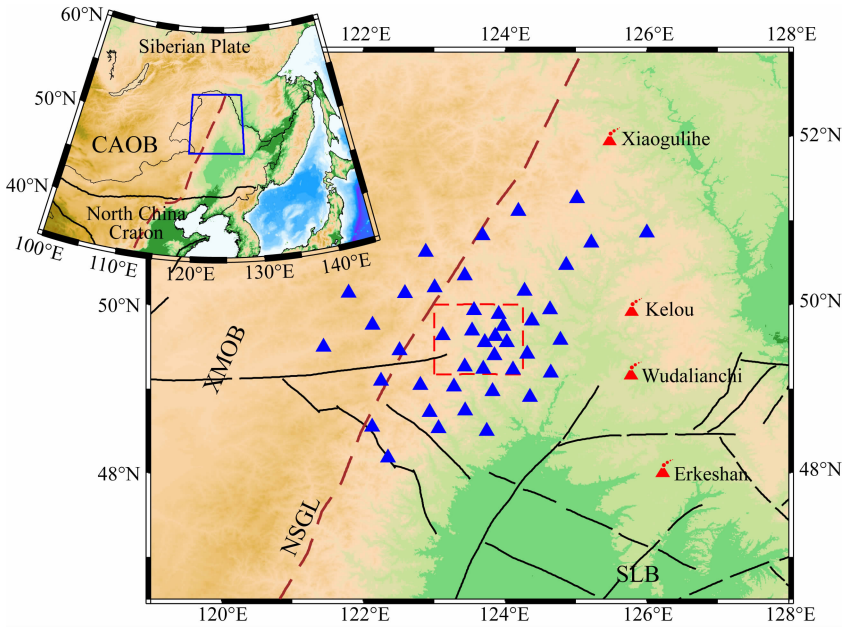 60°N
Siberian Plate
50°N
CAOB
40°N
North China
Craton
100°E
110°E
120°E
130°E
140°E
122°E
124°E
126°E
128°E
52°N
52°N
Xiaogulihe
50°N
50°N
Kelou
XMOB
Wudalianchi
48°N
48°N
Erkeshan
NSGL
SLB
120°E
122°E
124°E
126°E
128°E